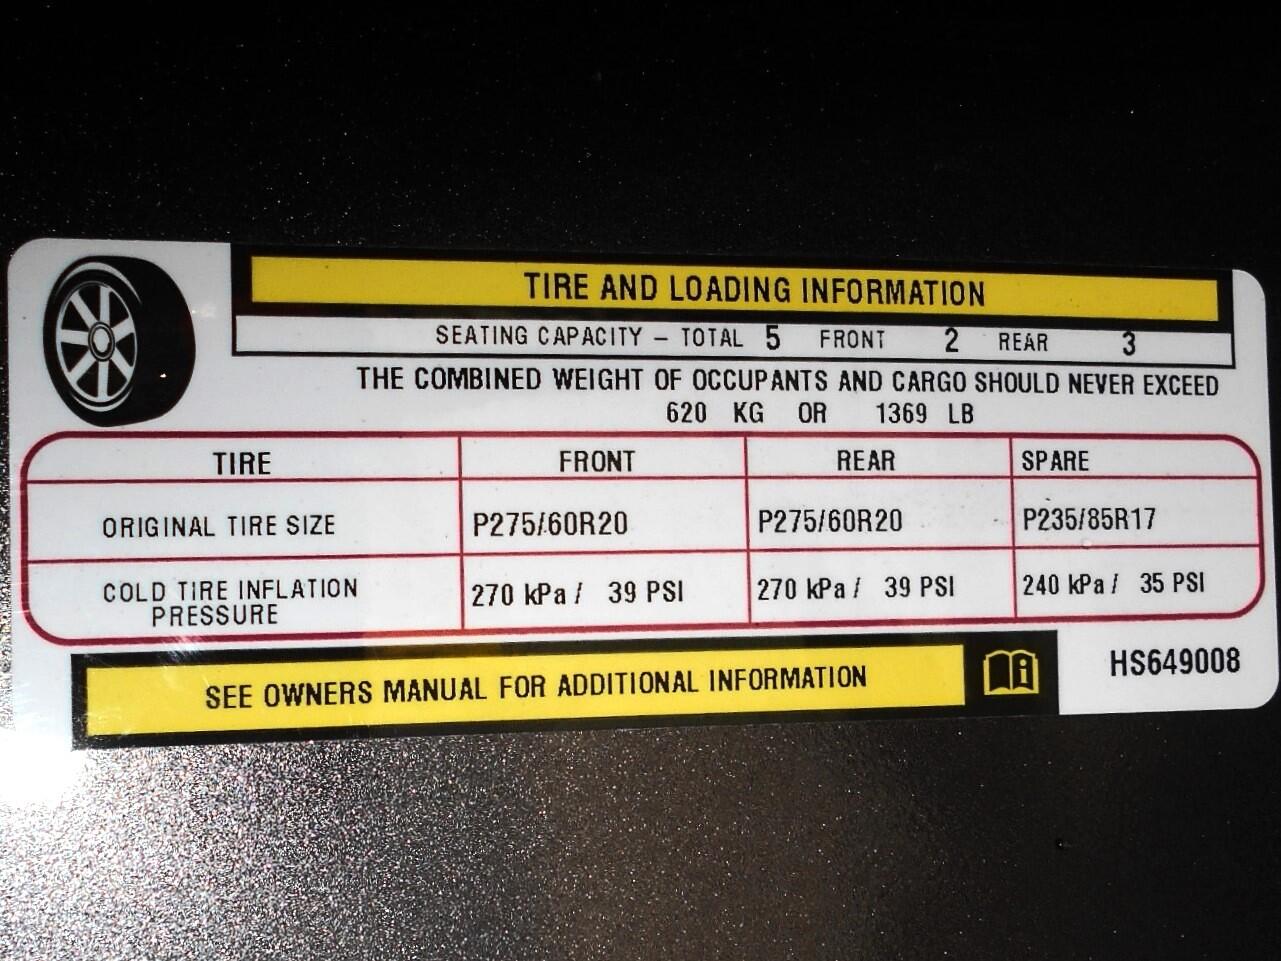 TIRE AND LOADING INFORMATION
SEATING CAPACITY – TOTAL 5 FRONT 2 REAR 3
THE COMBINED WEIGHT OF OCCUPANTS AND CARGO SHOULD NEVER EXCEED
620 KG OR 1369 LB
TIRE FRONT REAR SPARE
ORIGINAL TIRE SIZE P275/60R20 P275/60R20 P235/85R17
COLD TIRE INFLATION PRESSURE 270 kPa / 39 PSI 270 kPa / 39 PSI 240 kPa / 35 PSI
SEE OWNERS MANUAL FOR ADDITIONAL INFORMATION
HS649008